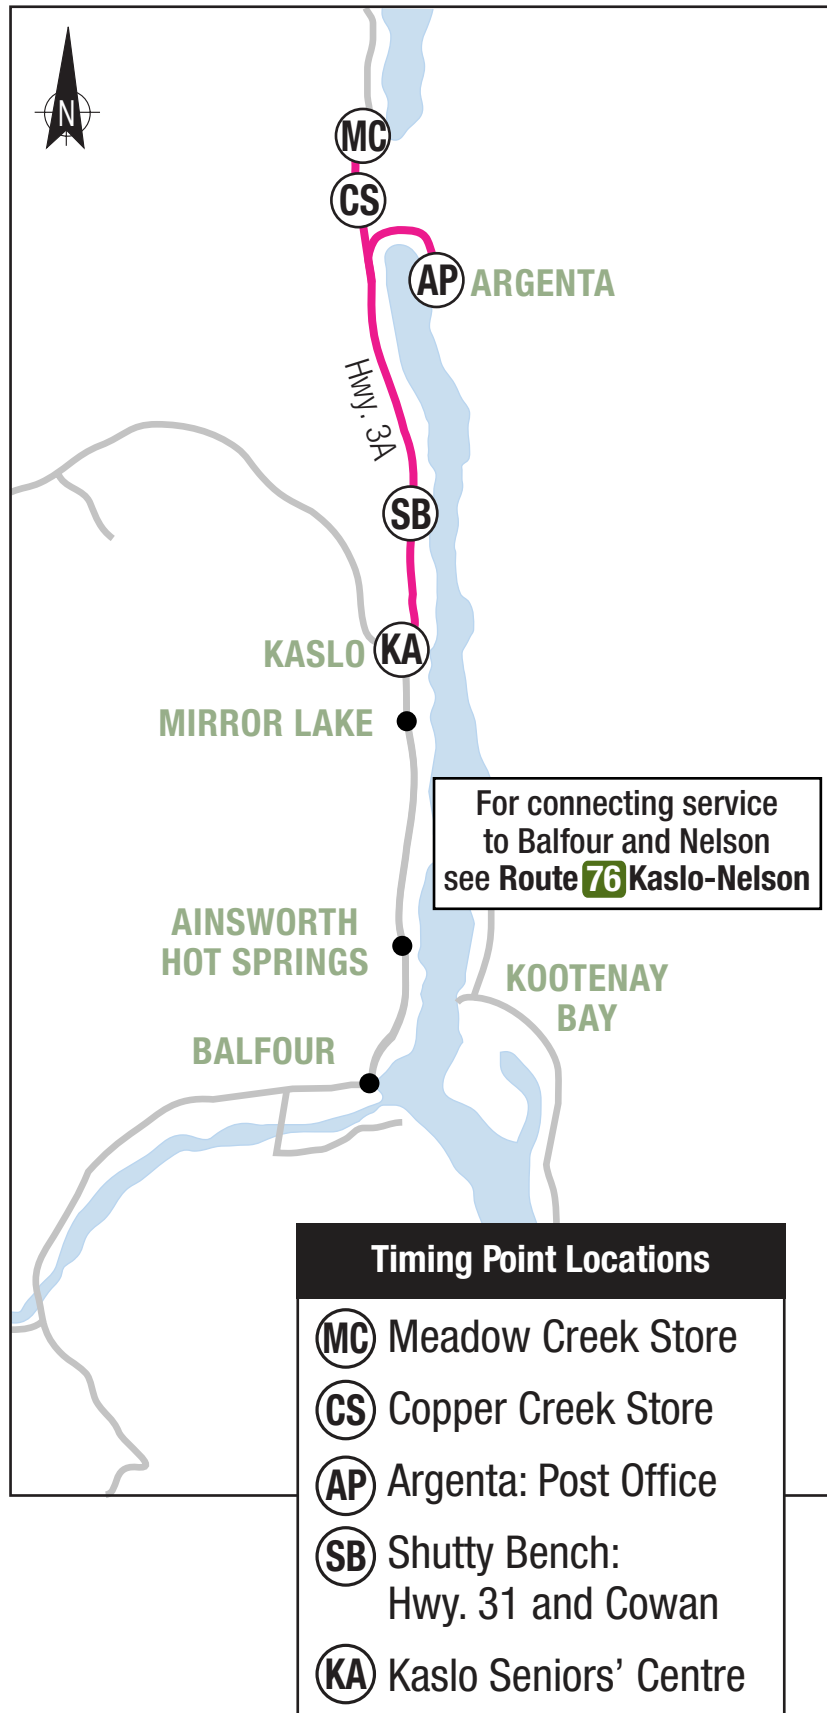 N
MC
CS
AP
ARGENTA
Hwy. 3A
SB
KASLO
KA
MIRROR LAKE
For connecting service
to Balfour and Nelson
see Route 76 Kaslo-Nelson
AINSWORTH
HOT SPRINGS
KOOTENAY
BAY
BALFOUR
Timing Point Locations
MC Meadow Creek Store
CS Copper Creek Store
AP Argenta: Post Office
SB Shutty Bench:
Hwy. 31 and Cowan
KA Kaslo Seniors’ Centre